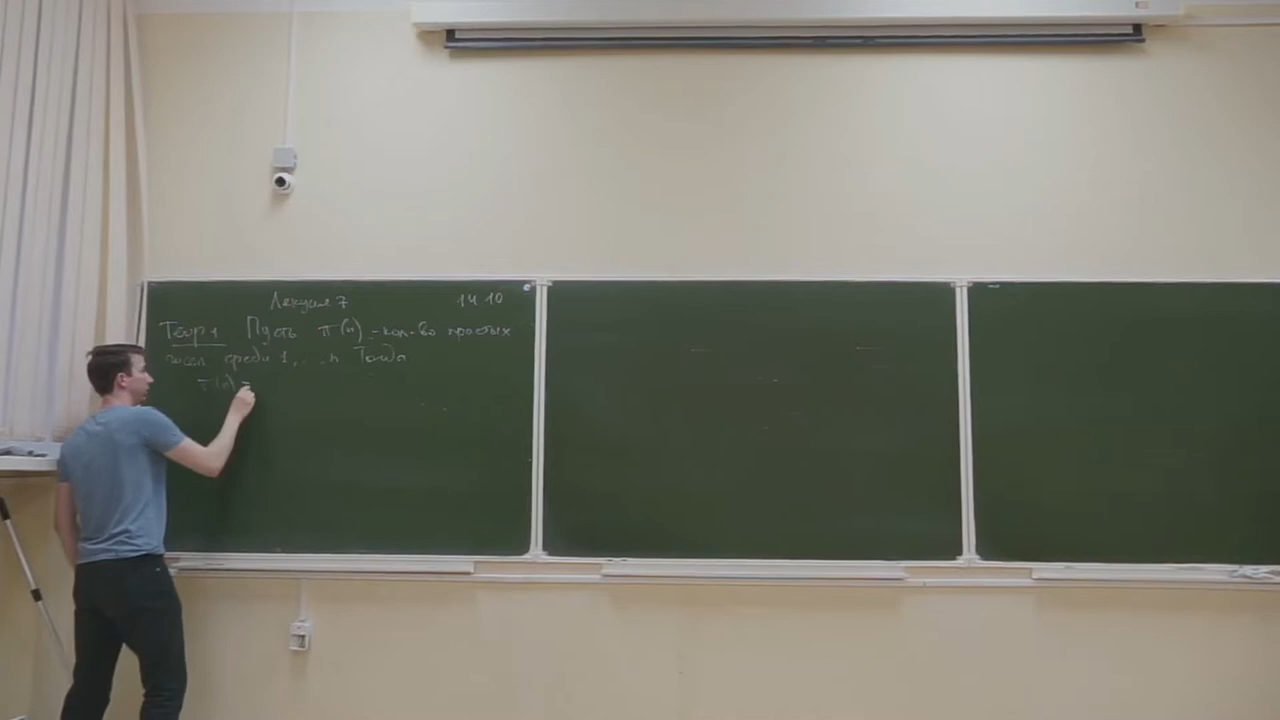 Лекция 7 14.10
Теор 1 Пусть π(n) - кол-во простых
чисел среди 1, ... n Тогда
π(n) =